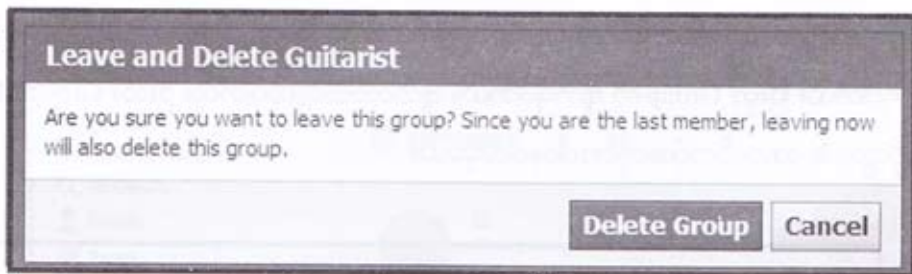 Leave and Delete Guitarist
Are you sure you want to leave this group? Since you are the last member, leaving now
will also delete this group.
Delete Group Cancel